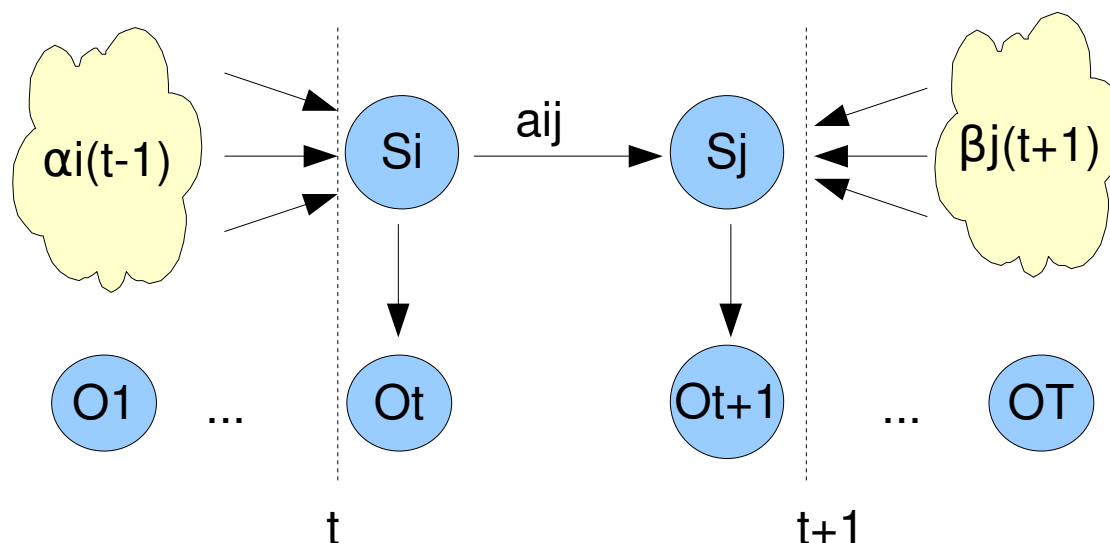 αi(t-1)
Si
aij
Sj
βj(t+1)
O1
...
Ot
Ot+1
...
OT
t
t+1